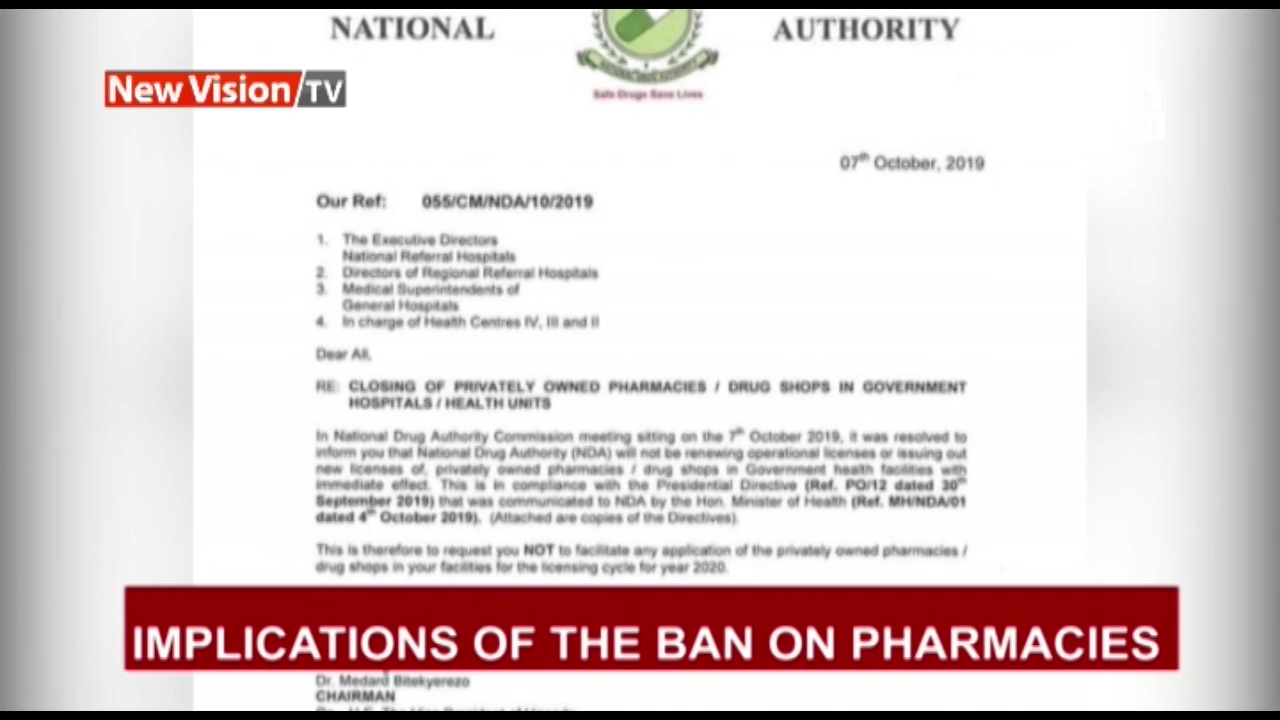 NATIONAL AUTHORITY
New Vision TV
Safe Drugs Save Lives
07th October, 2019
Our Ref: 055/CM/NDA/10/2019
1. The Executive Directors
National Referral Hospitals
2. Directors of Regional Referral Hospitals
3. Medical Superintendents of
General Hospitals
4. In charge of Health Centres IV, III and II
Dear All,
RE: CLOSING OF PRIVATELY OWNED PHARMACIES / DRUG SHOPS IN GOVERNMENT
HOSPITALS / HEALTH UNITS
In National Drug Authority Commission meeting sitting on the 7th October 2019, it was resolved to
inform you that National Drug Authority (NDA) will not be renewing operational licenses or issuing out
new licenses of, privately owned pharmacies / drug shops in Government health facilities with
immediate effect. This is in compliance with the Presidential Directive (Ref. PO/12 dated 30th
September 2019) that was communicated to NDA by the Hon. Minister of Health (Ref. MH/NDA/01
dated 4th October 2019). (Attached are copies of the Directives).
This is therefore to request you NOT to facilitate any application of the privately owned pharmacies /
drug shops in your facilities for the licensing cycle for year 2020.
IMPLICATIONS OF THE BAN ON PHARMACIES
Dr. Medard Bitekyerezo
CHAIRMAN